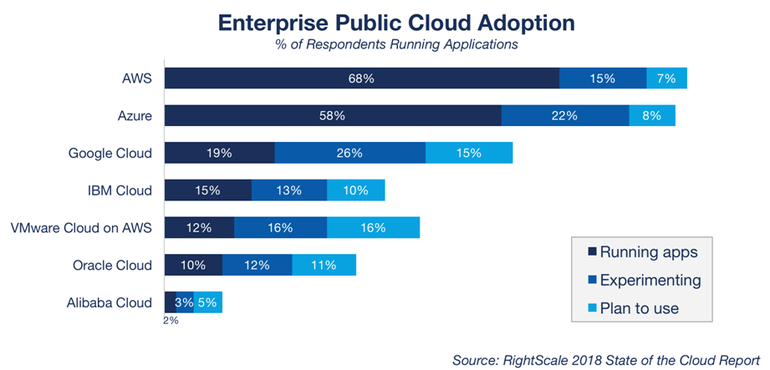 Enterprise Public Cloud Adoption
% of Respondents Running Applications
AWS 68% 15% 7%
Azure 58% 22% 8%
Google Cloud 19% 26% 15%
IBM Cloud 15% 13% 10%
VMware Cloud on AWS 12% 16% 16%
Oracle Cloud 10% 12% 11%
Alibaba Cloud 3% 5%
2%
Running apps
Experimenting
Plan to use
Source: RightScale 2018 State of the Cloud Report